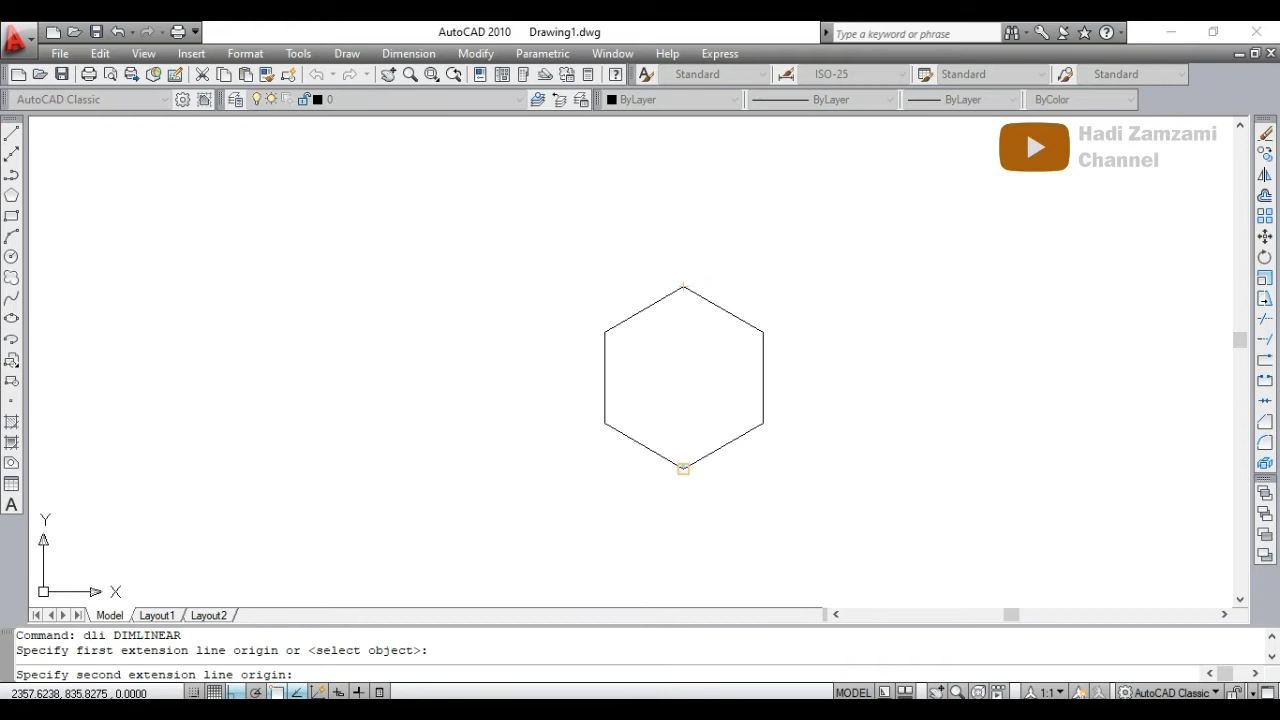 AutoCAD 2010 Drawing1.dwg
Type a keyword or phrase
File Edit View Insert Format Tools Draw Dimension Modify Parametric Window Help Express
Standard ISO-25 Standard Standard
AutoCAD Classic 0 ByLayer ByLayer ByLayer ByColor
Hadi Zamzami
Channel
A
Y
X
Model Layout1 Layout2
Command: dli DIMLINEAR
Specify first extension line origin or <select object>:
Specify second extension line origin:
2357.6238, 835.8275, 0.0000 MODEL 1:1 AutoCAD Classic